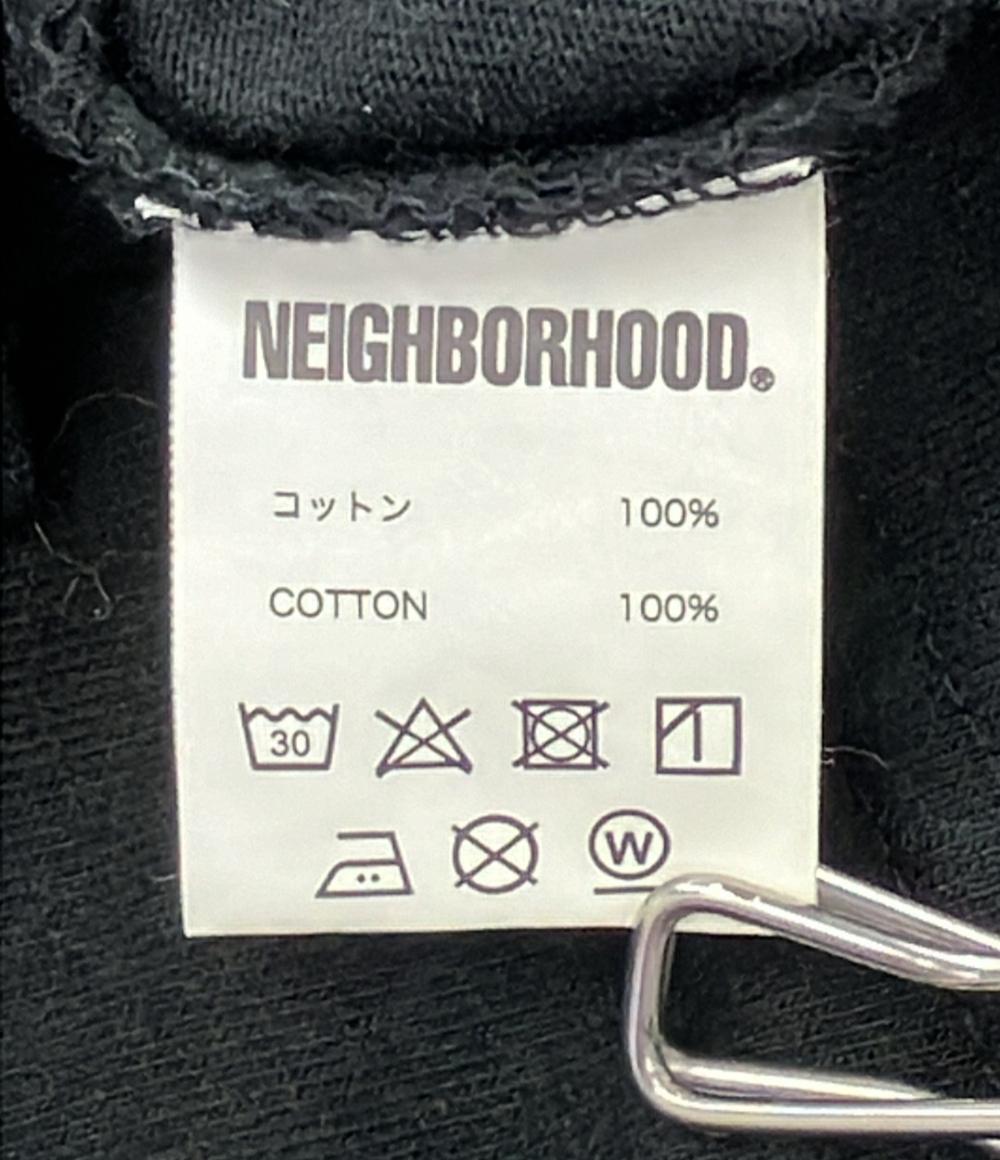 NEIGHBORHOOD®
コットン 100%
COTTON 100%
30
W